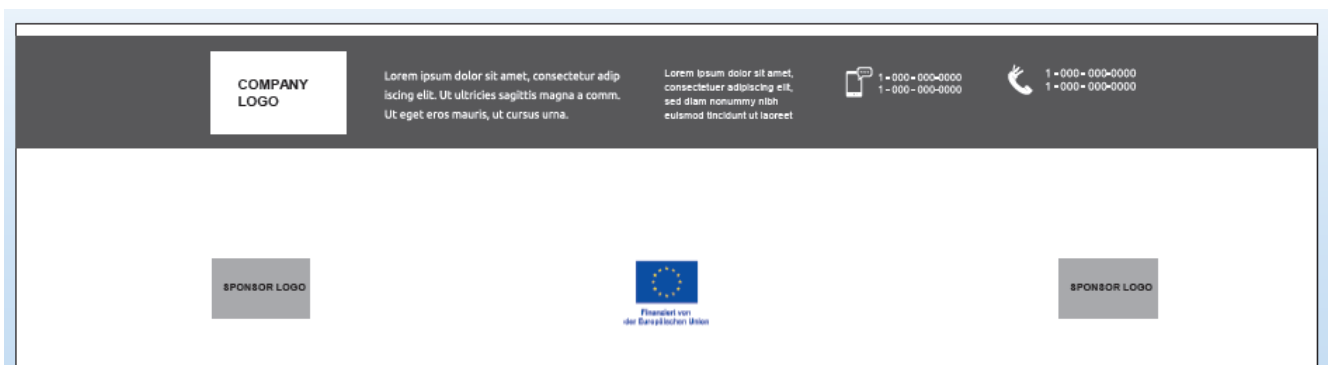 COMPANY
LOGO
Lorem ipsum dolor sit amet, consectetur adip
iscing elit. Ut ultricies sagittis magna a comm.
Ut eget eros mauris, ut cursus urna.
Lorem ipsum dolor sit amet,
consectetuer adipiscing elit,
sed diam nonummy nibh
euismod tincidunt ut laoreet
1-000-000-0000
1-000-000-0000
1-000-000-0000
1-000-000-0000
SPONSOR LOGO
Finanziert von
der Europäischen Union
SPONSOR LOGO